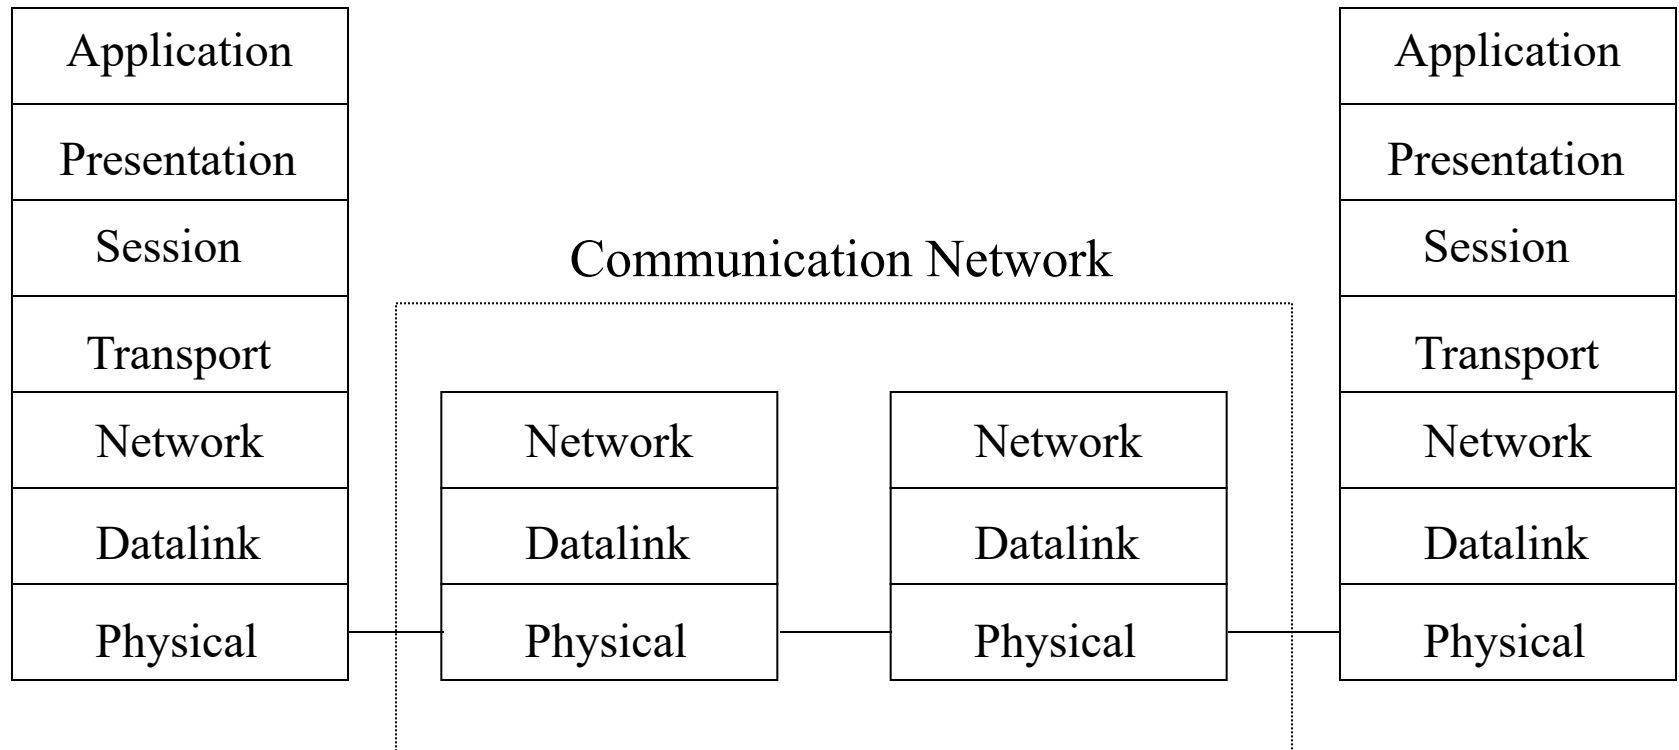 Application
Presentation
Session
Transport
Network
Datalink
Physical
Communication Network
Network
Datalink
Physical
Network
Datalink
Physical
Application
Presentation
Session
Transport
Network
Datalink
Physical